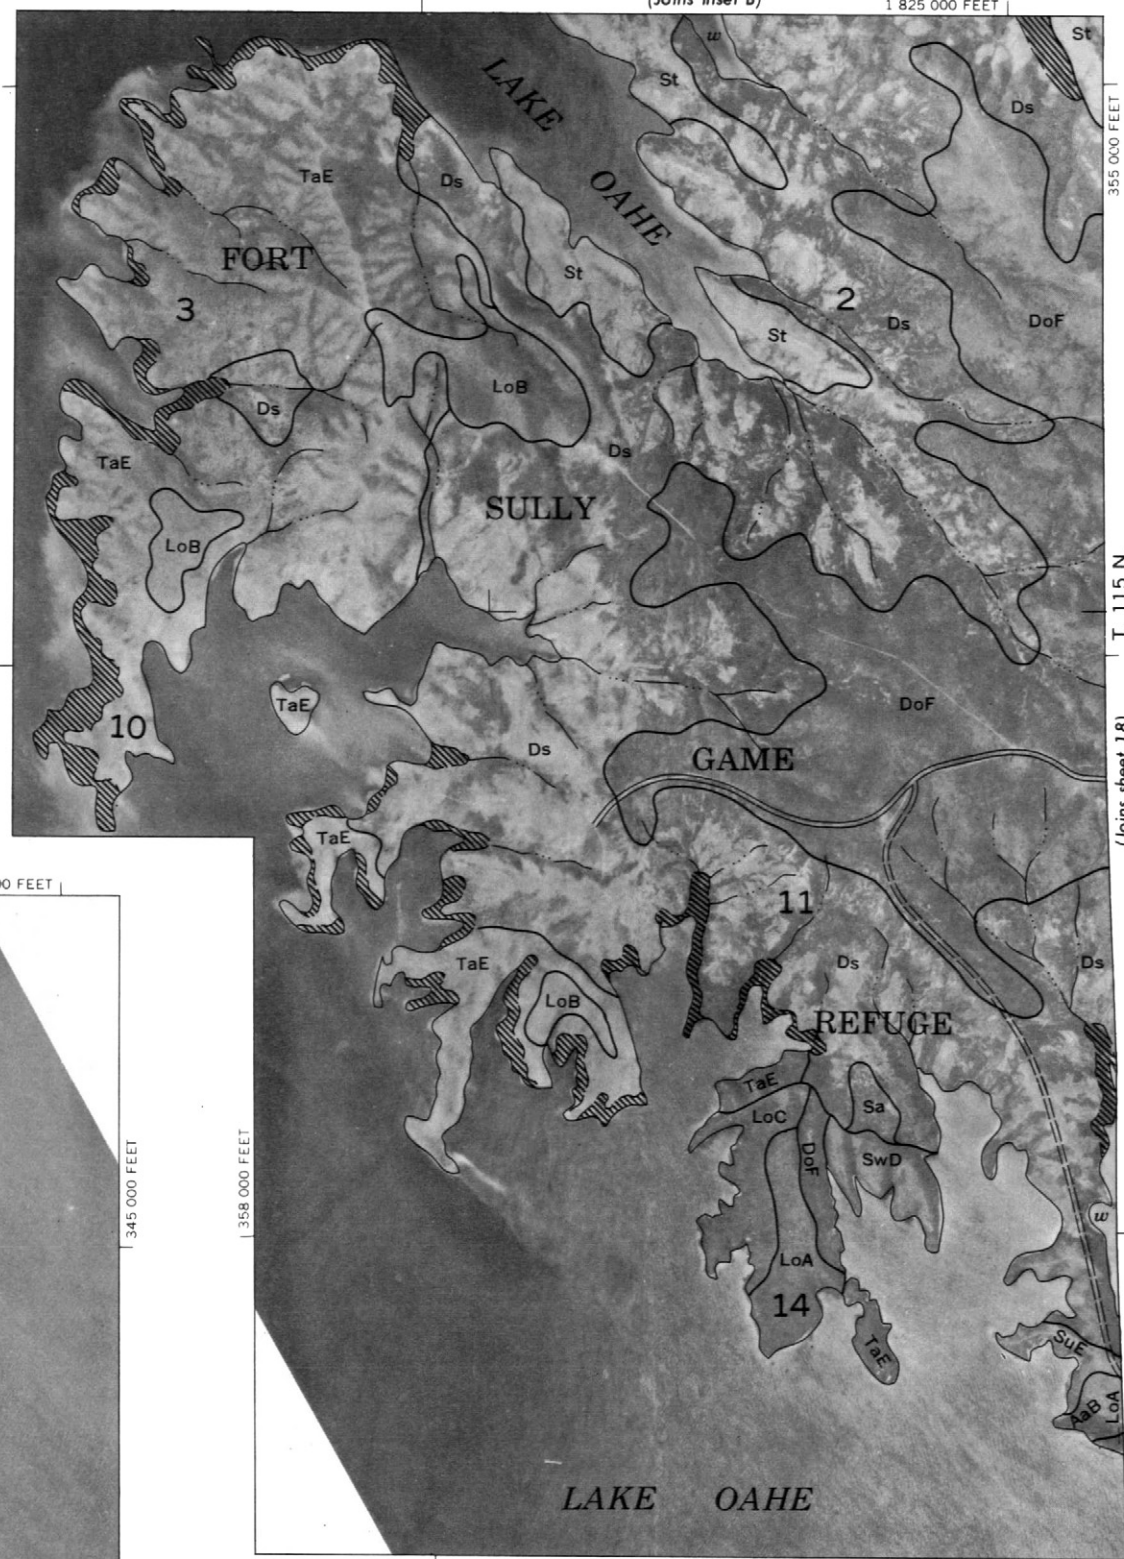 (Joins inset B)
1 825 000 FEET
St
w
LAKE
St
Ds
355 000 FEET
TaE
Ds
OAHE
FORT
St
3
2
Ds
DoF
St
LoB
Ds
Ds
TaE
SULLY
LoB
T. 115 N.
TaE
DoF
10
Ds
GAME
(Joins sheet 18)
TaE
00 FEET
11
TaE
Ds
Ds
LoB
REFUGE
TaE
Sa
LoC
DoF
SwD
345 000 FEET
358 000 FEET
w
LoA
14
TaE
SuE
AaB
LoA
LAKE OAHE